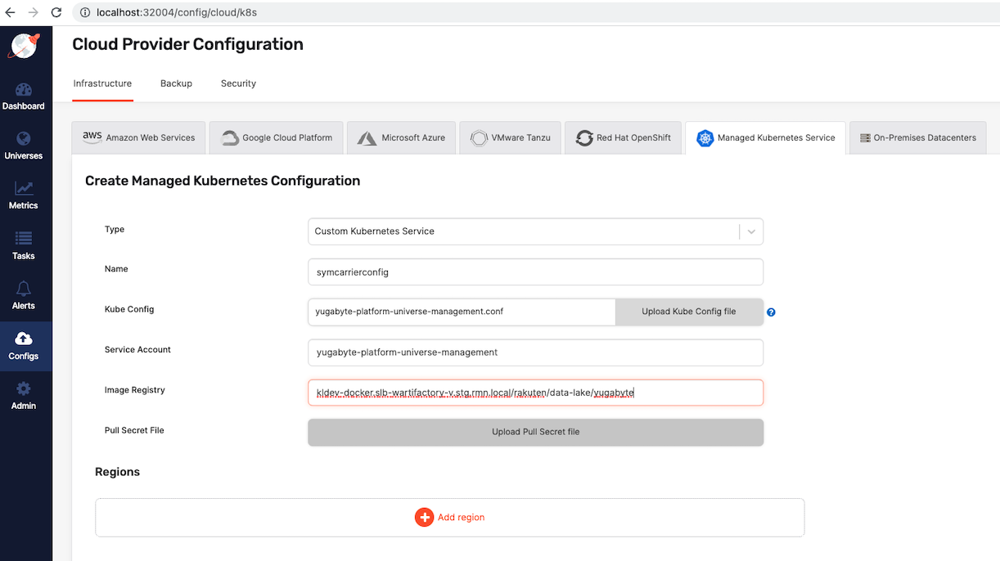 localhost:32004/config/cloud/k8s
Cloud Provider Configuration
Infrastructure Backup Security
Dashboard
Universes
Metrics
Tasks
Alerts
Configs
Admin
aws Amazon Web Services Google Cloud Platform Microsoft Azure VMware Tanzu Red Hat OpenShift Managed Kubernetes Service On-Premises Datacenters
Create Managed Kubernetes Configuration
Type Custom Kubernetes Service
Name symcarrierconfig
Kube Config yugabyte-platform-universe-management.conf Upload Kube Config file ?
Service Account yugabyte-platform-universe-management
Image Registry kldev-docker.slb-wartifactory-v.stg.rmn.local/rakuten/data-lake/yugabyte
Pull Secret File Upload Pull Secret file
Regions
Add region